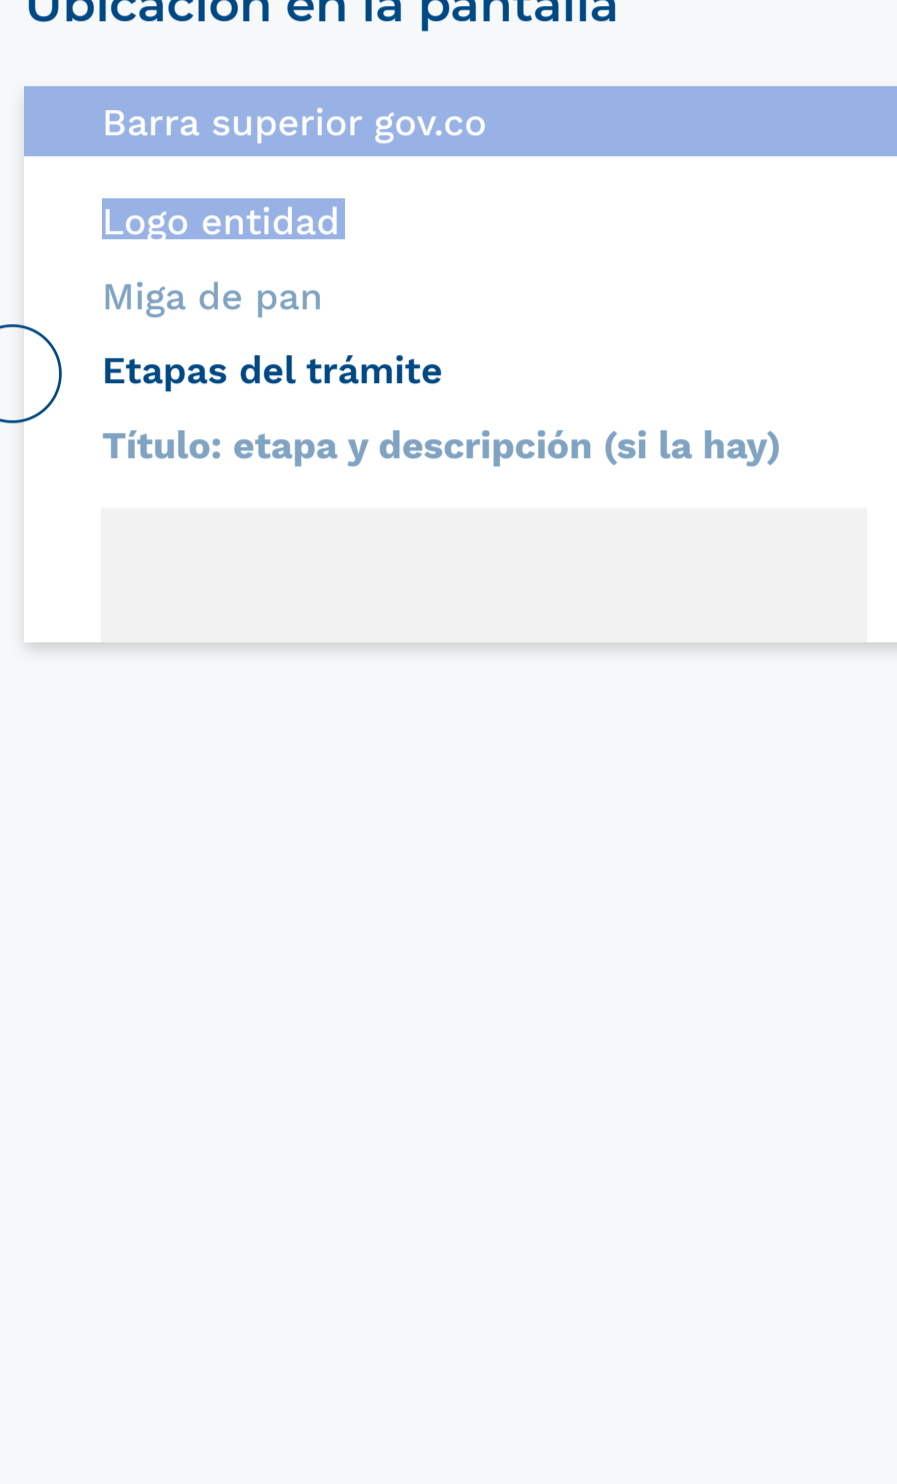 Ubicación en la pantalla
Barra superior gov.co
Logo entidad
Miga de pan
Etapas del trámite
Título: etapa y descripción (si la hay)